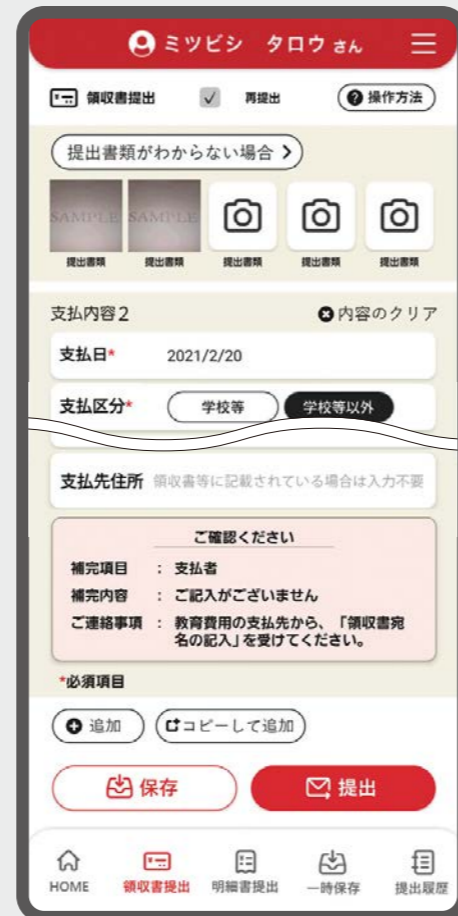 ミツビシ タロウ さん
領収書提出 再提出 操作方法
提出書類がわからない場合
SAMPLE SAMPLE
提出書類 提出書類 提出書類 提出書類 提出書類
支払内容2 内容のクリア
支払日* 2021/2/20
支払区分* 学校等 学校等以外
支払先住所 領収書等に記載されている場合は入力不要
ご確認ください
補完項目 : 支払者
補完内容 : ご記入がございません
ご連絡事項 : 教育費用の支払先から、「領収書宛
名の記入」を受けてください。
*必須項目
追加 コピーして追加
保存 提出
HOME 領収書提出 明細書提出 一時保存 提出履歴